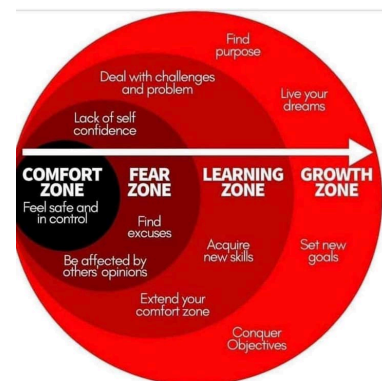 Find
purpose
Deal with challenges
and problem
Live your
dreams
Lack of self
confidence
COMFORT
ZONE
Feel safe and
in control
FEAR
ZONE
LEARNING
ZONE
GROWTH
ZONE
Find
excuses
Be affected by
others' opinions
Acquire
new skills
Set new
goals
Extend your
comfort zone
Conquer
Objectives